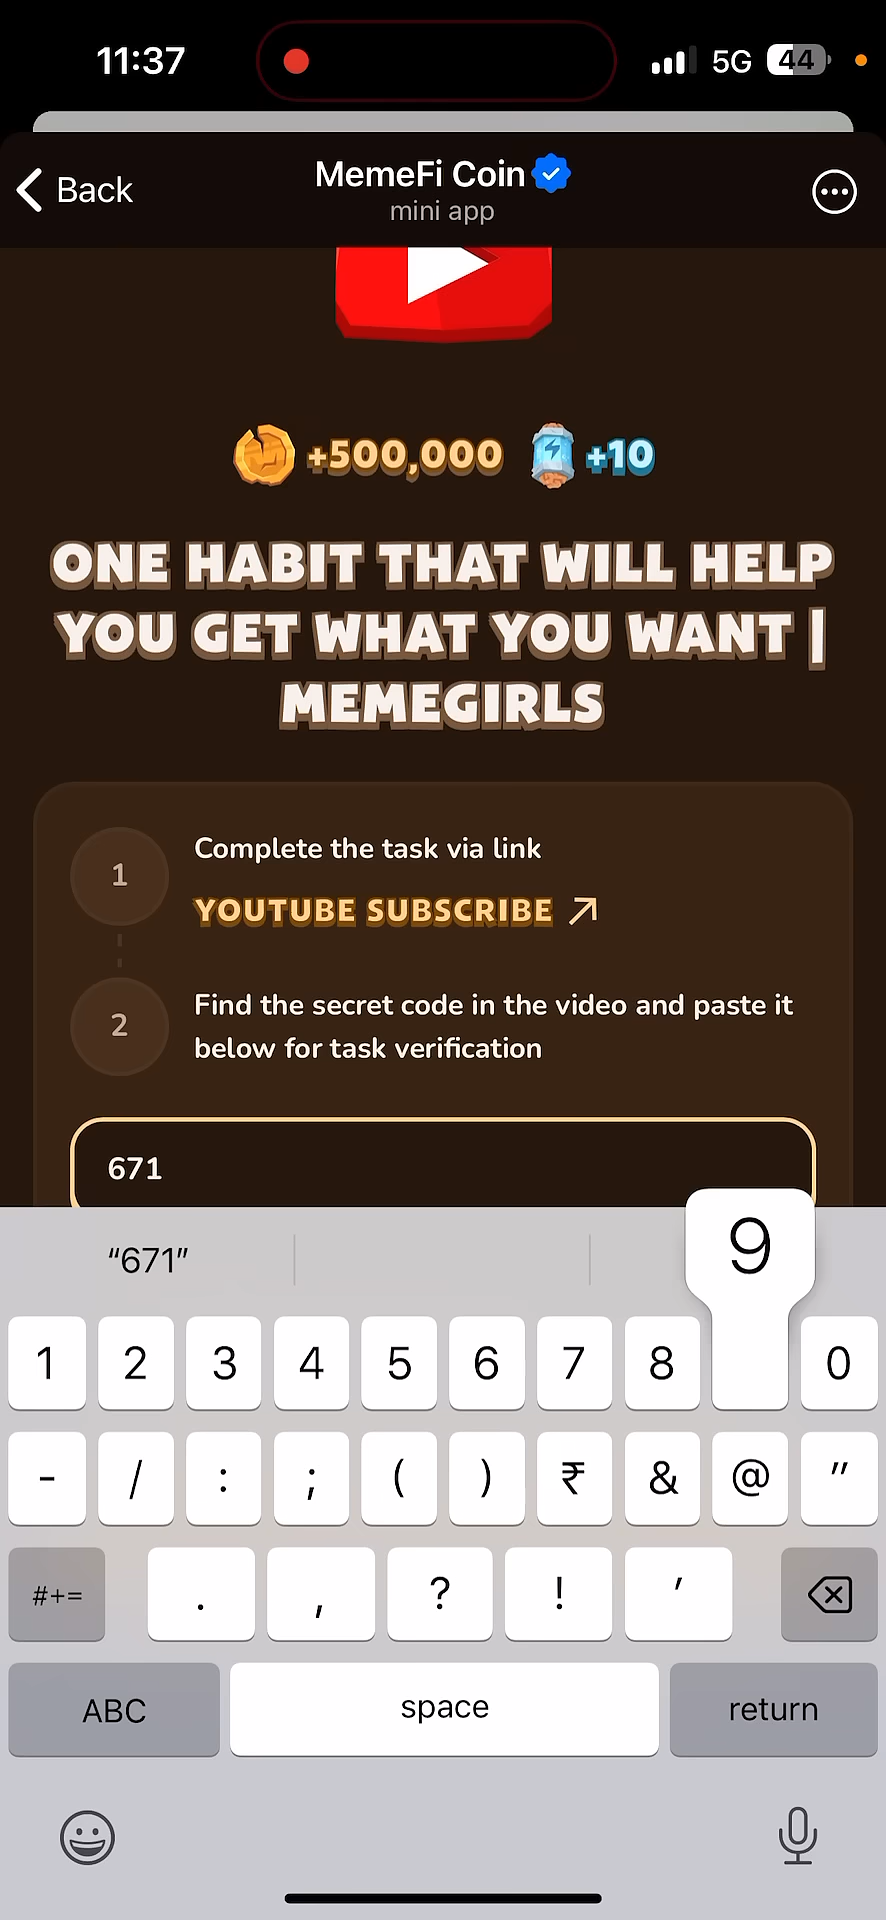 11:37
5G
44
Back
MemeFi Coin
mini app
+500,000
+10
ONE HABIT THAT WILL HELP
YOU GET WHAT YOU WANT |
MEMEGIRLS
1
Complete the task via link
YOUTUBE SUBSCRIBE
2
Find the secret code in the video and paste it
below for task verification
671
“671”
9
1 2 3 4 5 6 7 8 0
- / : ; ( ) ₹ & @ "
#+= . , ? ! '
ABC space return